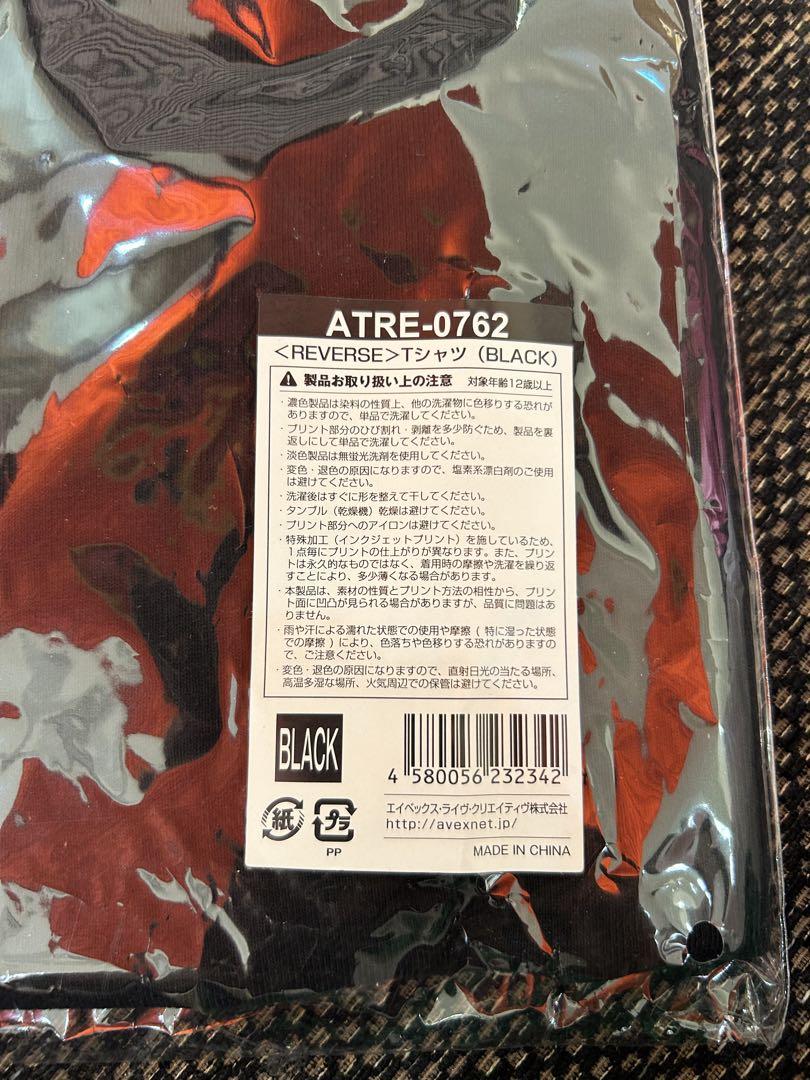 ATRE-0762
＜REVERSE＞Tシャツ（BLACK）
製品お取り扱い上の注意 対象年齢12歳以上
・濃色製品は染料の性質上、他の洗濯物に色移りする恐れが
ありますので、単品で洗濯してください。
・プリント部分のひび割れ・剥離を多少防ぐため、製品を裏
返しにして単品で洗濯してください。
・淡色製品は無蛍光洗剤を使用してください。
・変色・退色の原因になりますので、塩素系漂白剤のご使用
は避けてください。
・洗濯後はすぐに形を整えて干してください。
・タンブル（乾燥機）乾燥は避けてください。
・プリント部分へのアイロンは避けてください。
・特殊加工（インクジェットプリント）を施しているため、
1点毎にプリントの仕上がりが異なります。また、プリント
は永久的なものではなく、着用時の摩擦や洗濯を繰り返
すことにより、多少薄くなる場合があります。
・本製品は、素材の性質とプリント方法の相性から、プリン
ト面に凹凸が見られる場合がありますが、品質に問題はあ
りません。
・雨や汗による濡れた状態での使用や摩擦（特に湿った状態
での摩擦）により、色落ちや色移りする恐れがありますの
で、ご注意ください。
・変色・退色の原因になりますので、直射日光の当たる場所、
高温多湿な場所、火気周辺での保管は避けてください。
BLACK
4 580056 232342
エイベックス・ライヴ・クリエイティヴ株式会社
http://avexnet.jp/
紙 プラ
PP
MADE IN CHINA